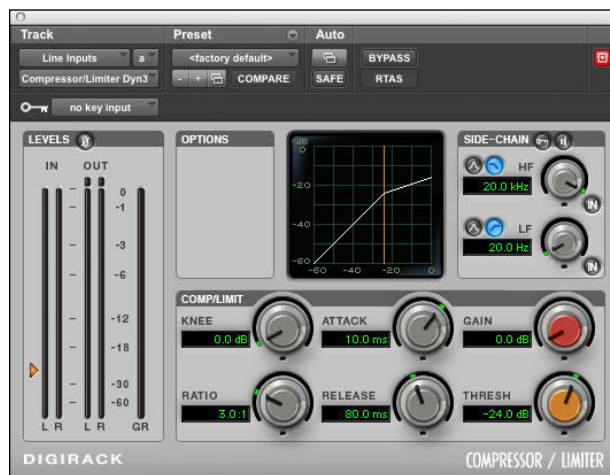 Track Preset Auto
Line Inputs a <factory default> BYPASS
Compressor/Limiter Dyn3 - + COMPARE SAFE RTAS
no key input
LEVELS Ø
IN OUT
0
-1
-3
-6
-12
-18
-30
-60
L R L R GR
OPTIONS
dB
0
-20
-40
-60
-60 -40 -20 0
SIDE-CHAIN
HF
20.0 kHz
IN
LF
20.0 Hz
IN
COMP/LIMIT
KNEE ATTACK GAIN
0.0 dB 10.0 ms 0.0 dB
RATIO RELEASE THRESH
3.0:1 80.0 ms -24.0 dB
DIGIRACK COMPRESSOR / LIMITER